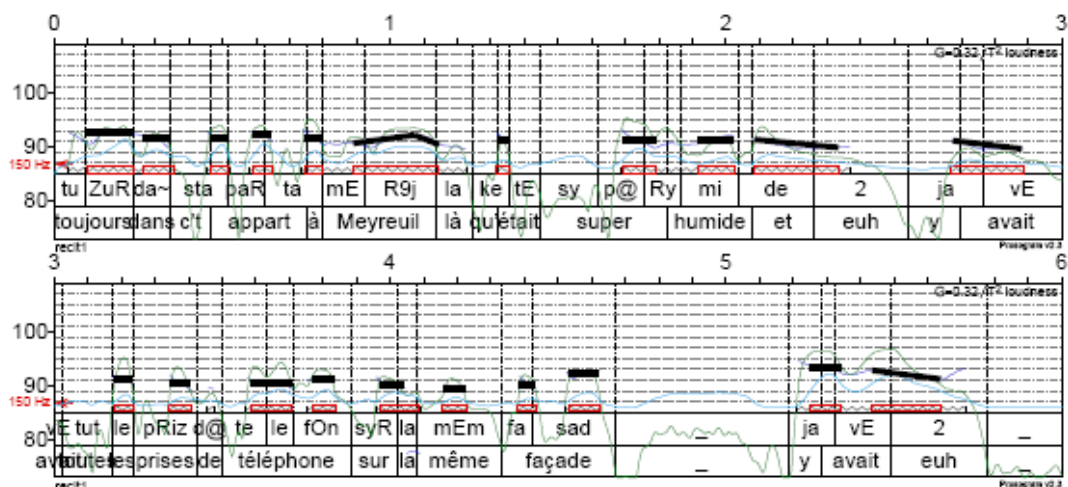 0 1 2 3
G=0.32/T² loudness
100
90
150 Hz
80
tu ZuR da~ sta paR ta mE R9j la ke tE sy p@ Ry mi de 2 ja vE
toujours dans c't appart à Meyreuil là qu'était super humide et euh y avait
recit1 Prosogram v2.3
3 4 5 6
G=0.32/T² loudness
100
90
150 Hz
80
vE tut le pRiz d@ te le fOn syR la mEm fa sad _ ja vE 2 _
avait toutes les prises de téléphone sur la même façade _ y avait euh _
recit1 Prosogram v2.3